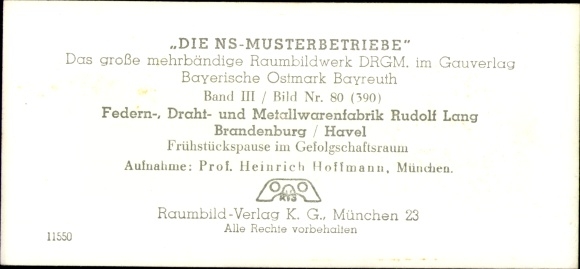 „DIE NS-MUSTERBETRIEBE"
Das große mehrbändige Raumbildwerk DRGM. im Gauverlag
Bayerische Ostmark Bayreuth
Band III / Bild Nr. 80 (390)
Federn-, Draht- und Metallwarenfabrik Rudolf Lang
Brandenburg / Havel
Frühstückspause im Gefolgschaftsraum
Aufnahme: Prof. Heinrich Hoffmann, München.
Raumbild-Verlag K. G., München 23
Alle Rechte vorbehalten
11550